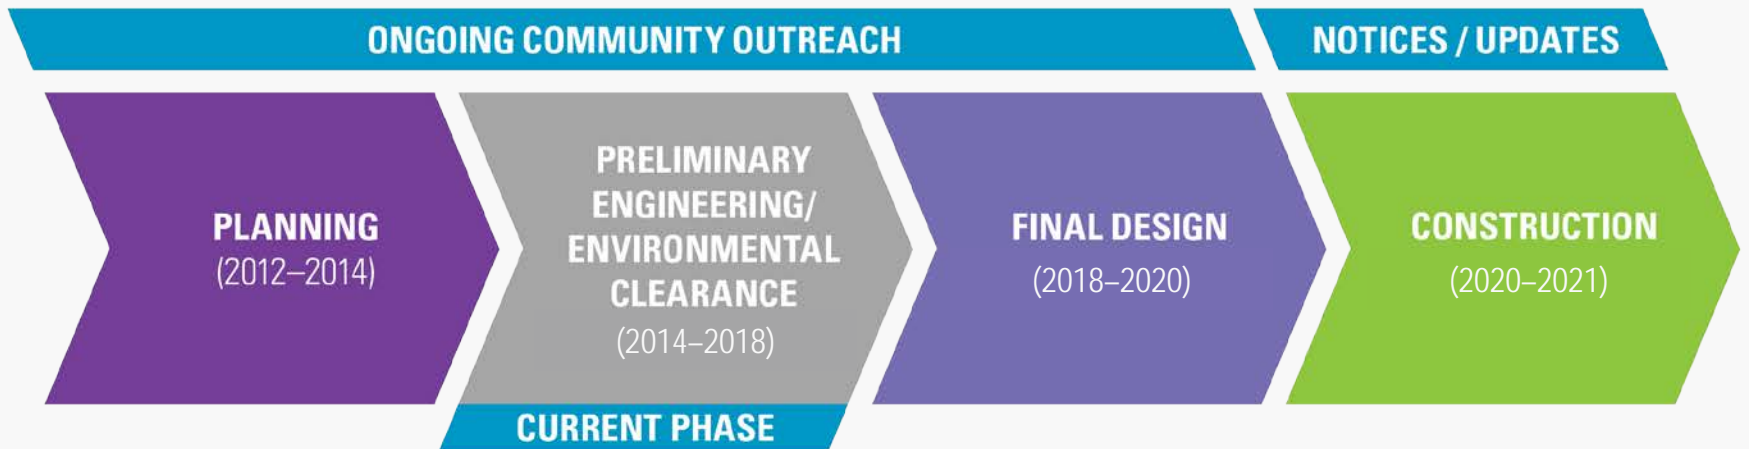 ONGOING COMMUNITY OUTREACH
NOTICES / UPDATES
PLANNING
(2012–2014)
PRELIMINARY
ENGINEERING/
ENVIRONMENTAL
CLEARANCE
(2014–2018)
CURRENT PHASE
FINAL DESIGN
(2018–2020)
CONSTRUCTION
(2020–2021)